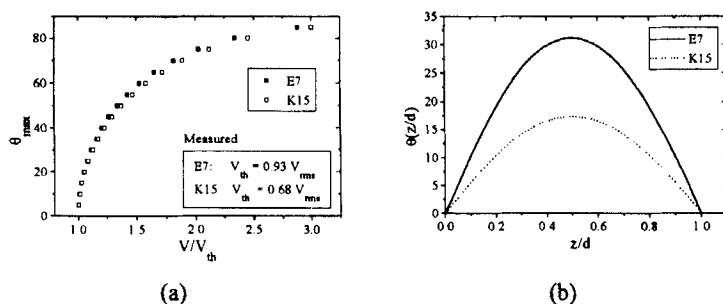 80
60
40
20
0
θmax
E7
K15
Measured
E7: Vth = 0.93 Vrms
K15 Vth = 0.68 Vrms
1.0 1.5 2.0 2.5 3.0
V/Vth
(a)
35
30
25
20
15
10
5
0
θ(z/d)
E7
K15
0.0 0.2 0 4 0 6 0 8 1 0
z/d
(b)